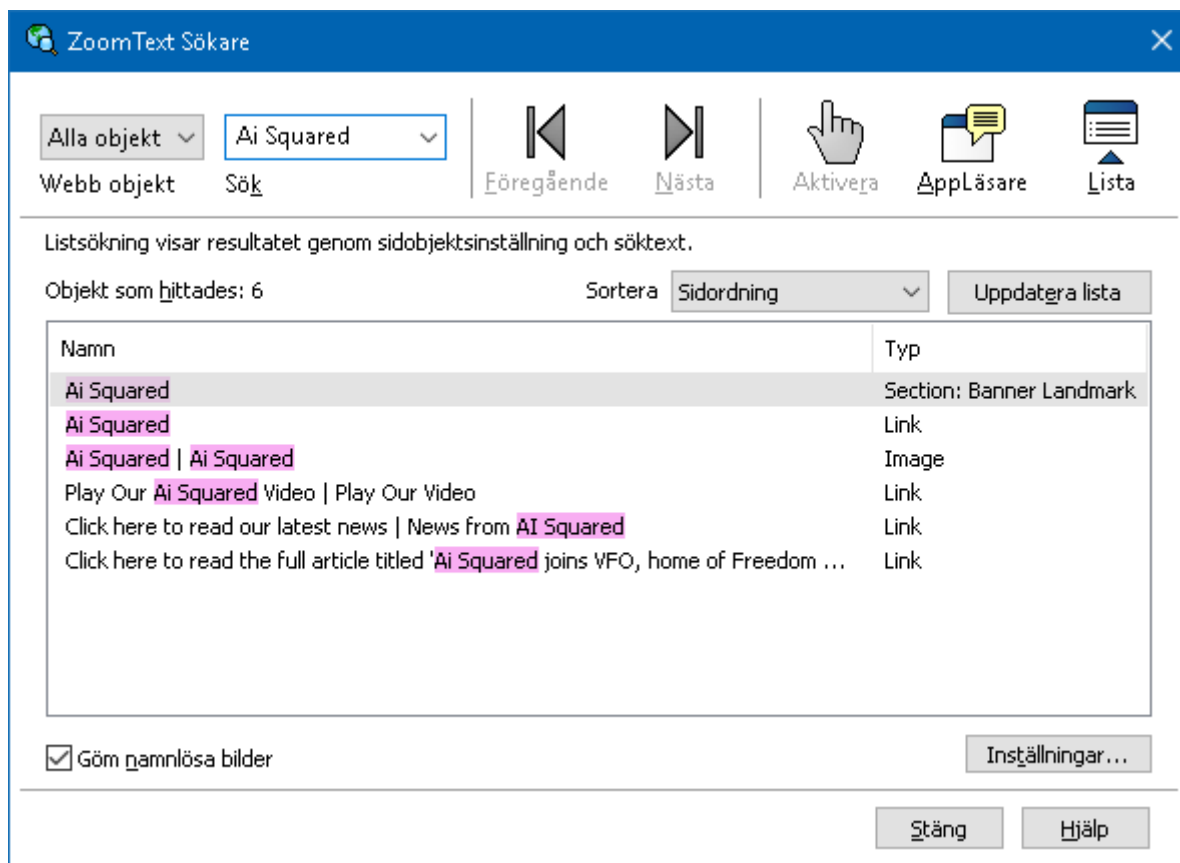 ZoomText Sökare
Alla objekt Ai Squared
Webb objekt Sök Föregående Nästa Aktivera AppLäsare Lista
Listsökning visar resultatet genom sidobjektsinställning och söktext.
Objekt som hittades: 6 Sortera Sidordning Uppdatera lista
Namn Typ
Ai Squared Section: Banner Landmark
Ai Squared Link
Ai Squared | Ai Squared Image
Play Our Ai Squared Video | Play Our Video Link
Click here to read our latest news | News from AI Squared Link
Click here to read the full article titled 'Ai Squared joins VFO, home of Freedom ... Link
Göm namnlösa bilder Inställningar...
Stäng Hjälp